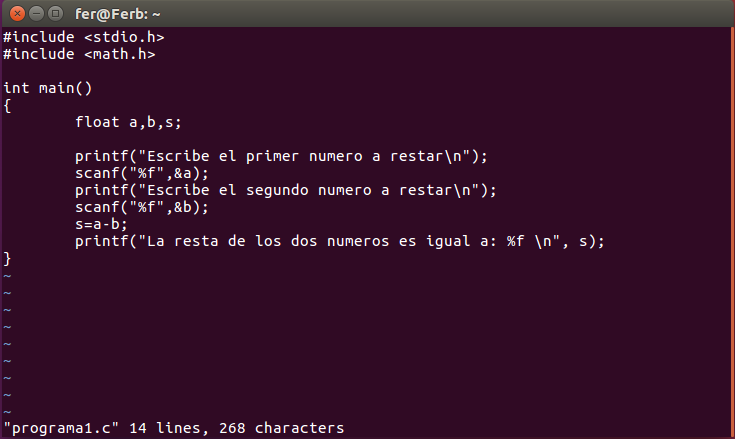 fer@Ferb: ~
#include <stdio.h>
#include <math.h>

int main()
{
        float a,b,s;

        printf("Escribe el primer numero a restar\n");
        scanf("%f",&a);
        printf("Escribe el segundo numero a restar\n");
        scanf("%f",&b);
        s=a-b;
        printf("La resta de los dos numeros es igual a: %f \n", s);
}
~
~
~
~
~
~
~
~
~
"programa1.c" 14 lines, 268 characters